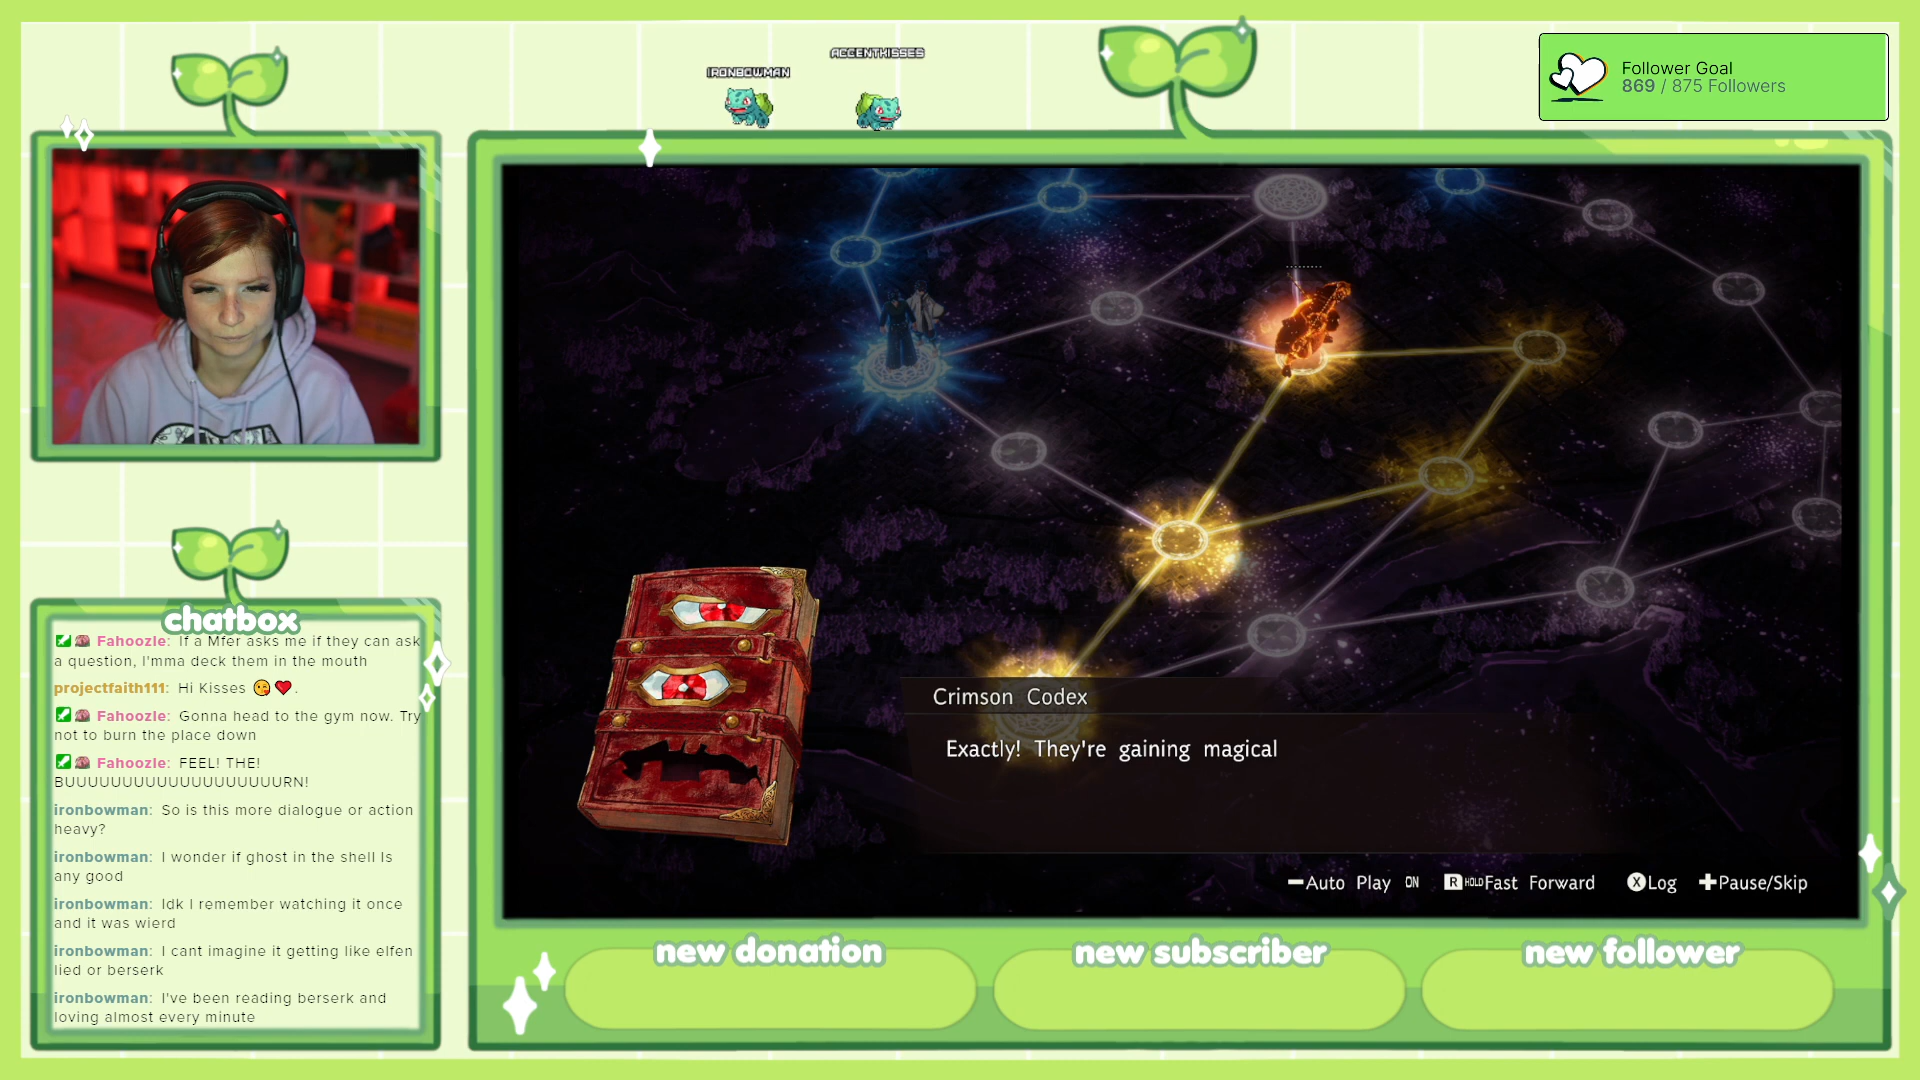 IRONBOWMAN
ACCENTKISSES
Follower Goal
869 / 875 Followers
chatbox
Fahoozle: If a Mfer asks me if they can ask
a question, I'mma deck them in the mouth
projectfaith111: Hi Kisses 😘 ❤️ .
Fahoozle: Gonna head to the gym now. Try
not to burn the place down
Fahoozle: FEEL! THE!
BUUUUUUUUUUUUUUUUUUURN!
ironbowman: So is this more dialogue or action
heavy?
ironbowman: I wonder if ghost in the shell Is
any good
ironbowman: Idk I remember watching it once
and it was wierd
ironbowman: I cant imagine it getting like elfen
lied or berserk
ironbowman: I've been reading berserk and
loving almost every minute
.........
Crimson Codex
Exactly! They're gaining magical
Auto Play ON R HOLD Fast Forward X Log Pause/Skip
new donation
new subscriber
new follower